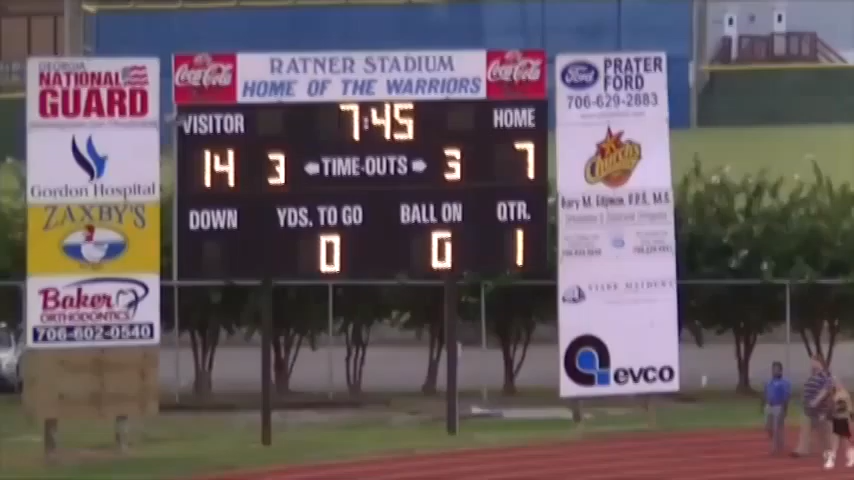 GEORGIA
NATIONAL
GUARD
Gordon Hospital
ZAXBY'S
Baker
ORTHODONTICS
706-602-0540
Coca-Cola
RATNER STADIUM
HOME OF THE WARRIORS
Coca-Cola
VISITOR
7:45
HOME
14
3
TIME-OUTS
3
7
DOWN
YDS. TO GO
BALL ON
QTR.
0
0
1
Ford
PRATER
FORD
706-629-2883
Church's
evco